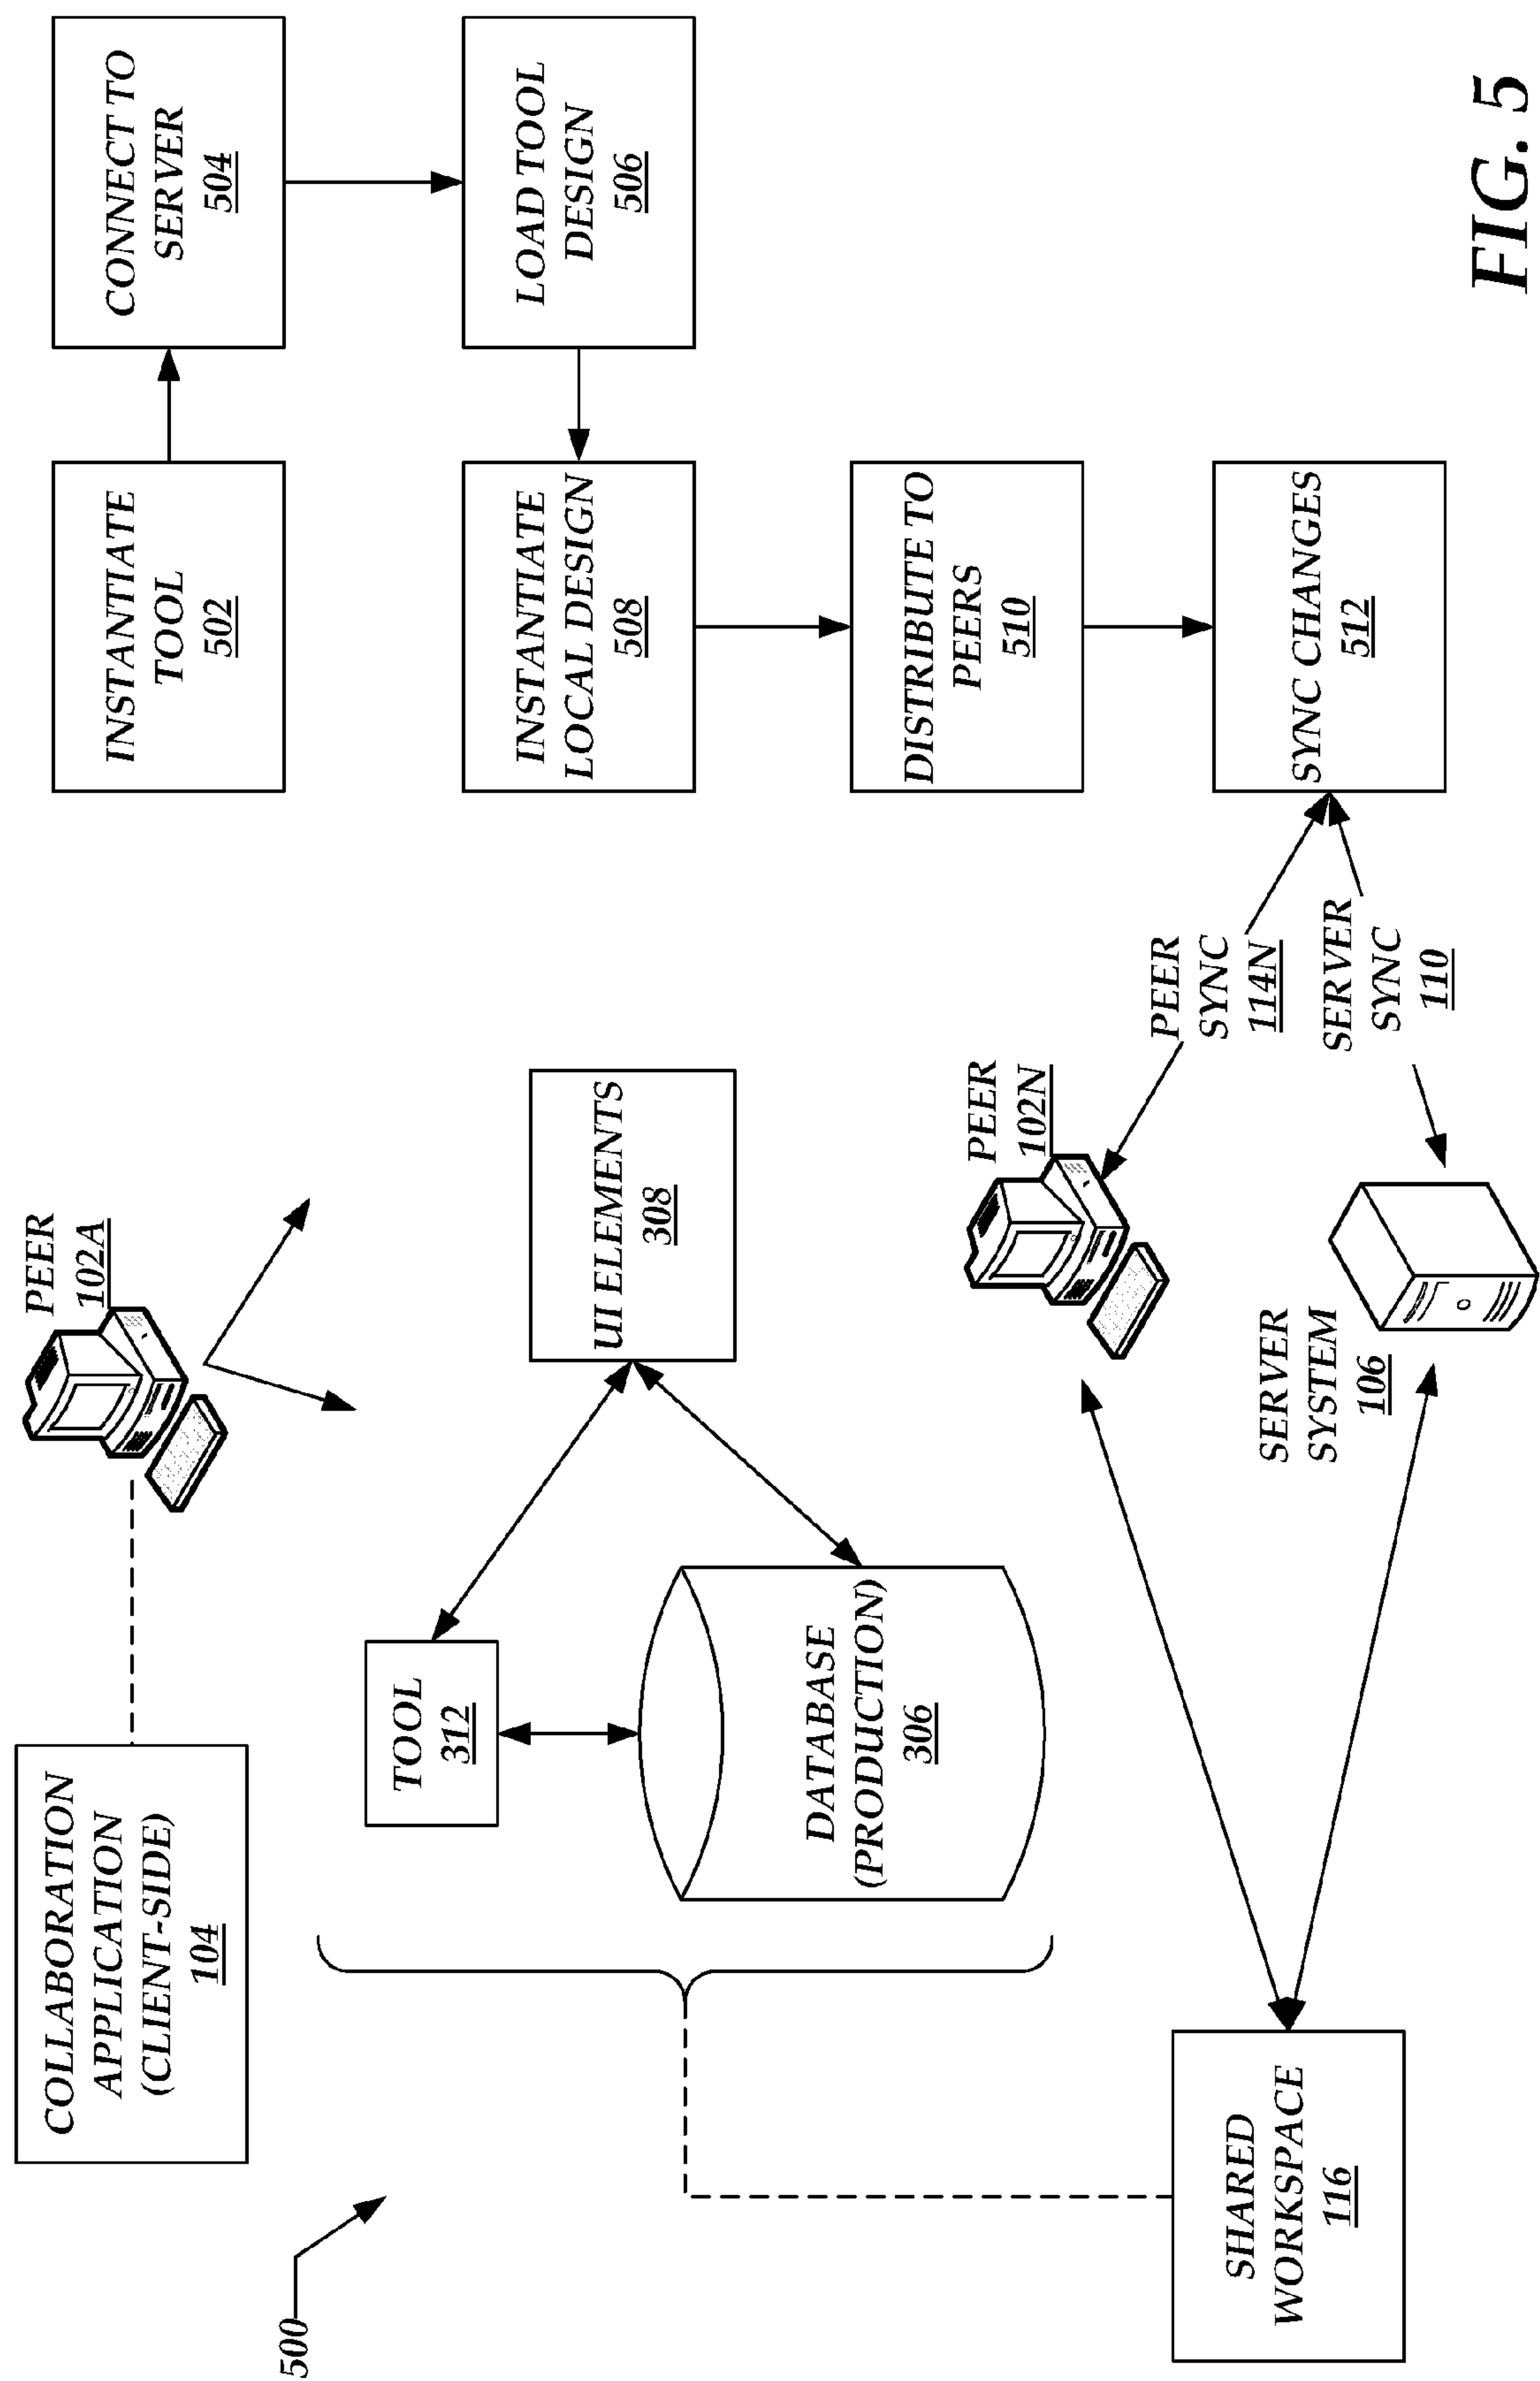 500
COLLABORATION
APPLICATION
(CLIENT-SIDE)
104
PEER
102A
INSTANTIATE
TOOL
502
CONNECT TO
SERVER
504
TOOL
312
UI ELEMENTS
308
DATABASE
(PRODUCTION)
306
INSTANTIATE
LOCAL DESIGN
508
LOAD TOOL
DESIGN
506
DISTRIBUTE TO
PEERS
510
PEER
102N
PEER
SYNC
114N
SYNC CHANGES
512
SHARED
WORKSPACE
116
SERVER
SYSTEM
106
SERVER
SYNC
110
FIG. 5